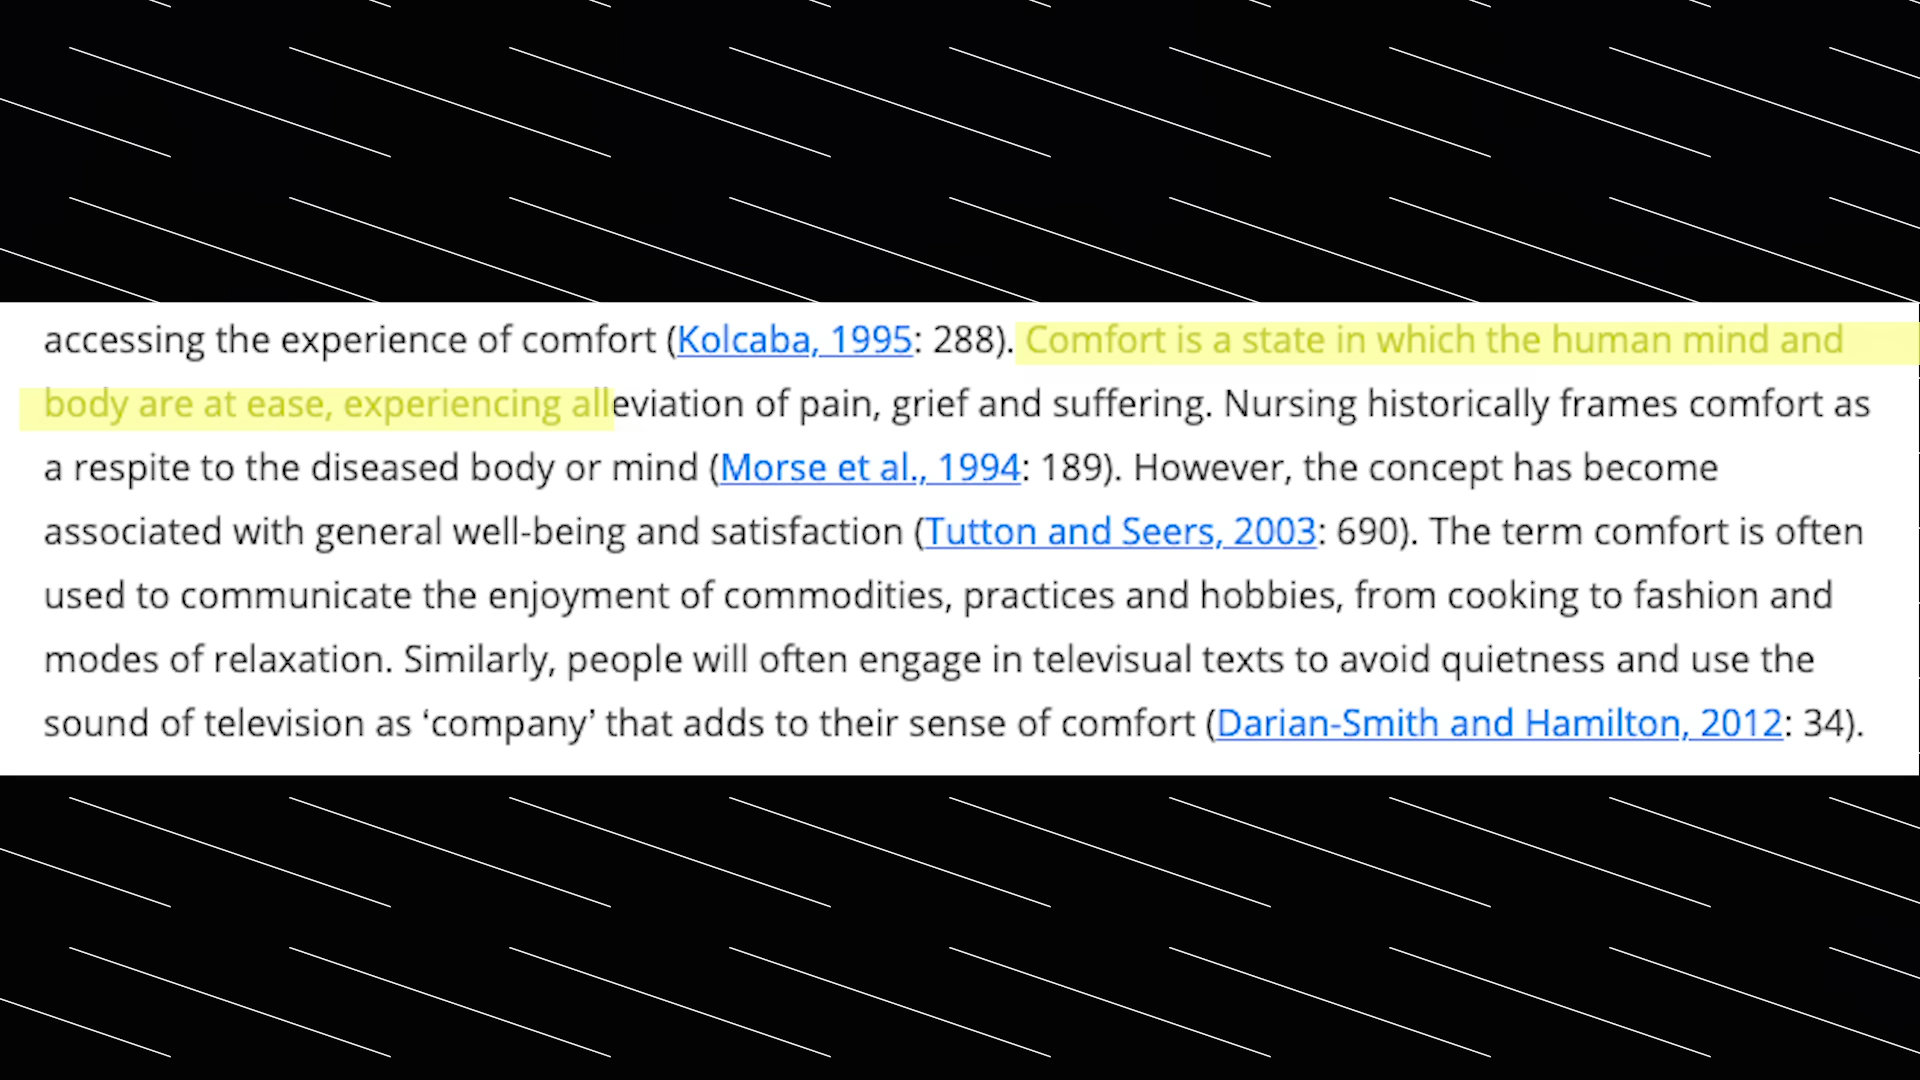 accessing the experience of comfort (Kolcaba, 1995: 288). Comfort is a state in which the human mind and
body are at ease, experiencing alleviation of pain, grief and suffering. Nursing historically frames comfort as
a respite to the diseased body or mind (Morse et al., 1994: 189). However, the concept has become
associated with general well-being and satisfaction (Tutton and Seers, 2003: 690). The term comfort is often
used to communicate the enjoyment of commodities, practices and hobbies, from cooking to fashion and
modes of relaxation. Similarly, people will often engage in televisual texts to avoid quietness and use the
sound of television as ‘company’ that adds to their sense of comfort (Darian-Smith and Hamilton, 2012: 34).